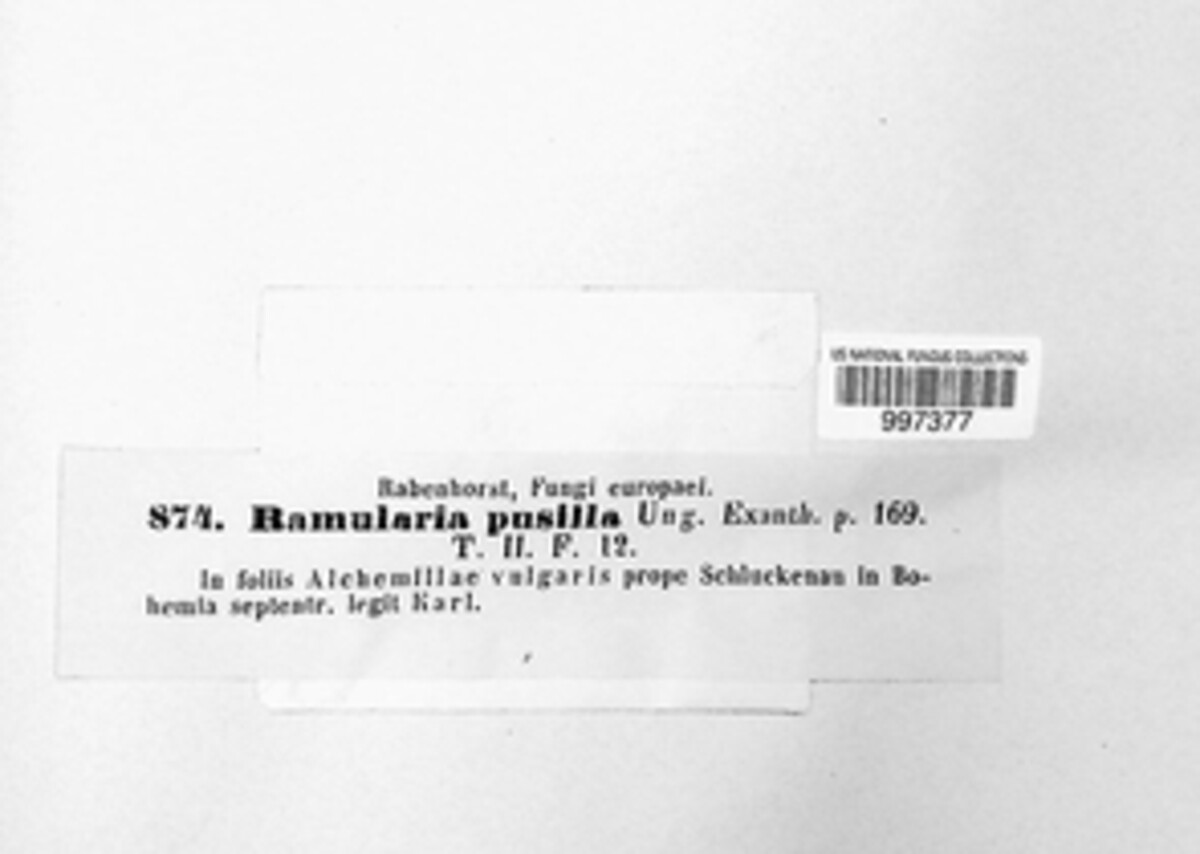 US NATIONAL FUNGUS COLLECTIONS
997377
Rabenhorst, Fungi europaei.
874. Ramularia pusilla Ung. Exanth. p. 169.
T. II. F. 12.
In foliis Alchemillae vulgaris prope Schluckenau in Bo-
hemia septentr. legit Karl.